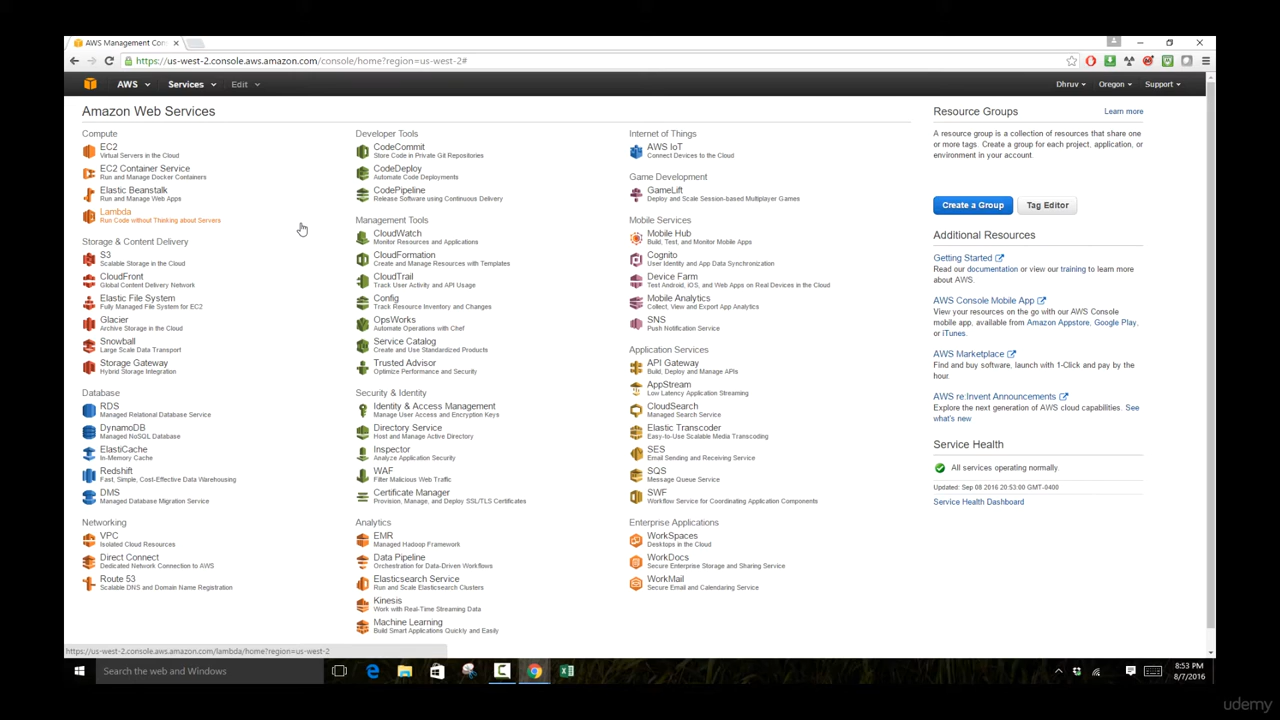 AWS Management Con
https://us-west-2.console.aws.amazon.com/console/home?region=us-west-2#
AWS
Services
Edit
Dhruv
Oregon
Support
Amazon Web Services
Compute
EC2
Virtual Servers in the Cloud
EC2 Container Service
Run and Manage Docker Containers
Elastic Beanstalk
Run and Manage Web Apps
Lambda
Run Code without Thinking about Servers
Storage & Content Delivery
S3
Scalable Storage in the Cloud
CloudFront
Global Content Delivery Network
Elastic File System
Fully Managed File System for EC2
Glacier
Archive Storage in the Cloud
Snowball
Large Scale Data Transport
Storage Gateway
Hybrid Storage Integration
Database
RDS
Managed Relational Database Service
DynamoDB
Managed NoSQL Database
ElastiCache
In-Memory Cache
Redshift
Fast, Simple, Cost-Effective Data Warehousing
DMS
Managed Database Migration Service
Networking
VPC
Isolated Cloud Resources
Direct Connect
Dedicated Network Connection to AWS
Route 53
Scalable DNS and Domain Name Registration
Developer Tools
CodeCommit
Store Code in Private Git Repositories
CodeDeploy
Automate Code Deployments
CodePipeline
Release Software using Continuous Delivery
Management Tools
CloudWatch
Monitor Resources and Applications
CloudFormation
Create and Manage Resources with Templates
CloudTrail
Track User Activity and API Usage
Config
Track Resource Inventory and Changes
OpsWorks
Automate Operations with Chef
Service Catalog
Create and Use Standardized Products
Trusted Advisor
Optimize Performance and Security
Security & Identity
Identity & Access Management
Manage User Access and Encryption Keys
Directory Service
Host and Manage Active Directory
Inspector
Analyze Application Security
WAF
Filter Malicious Web Traffic
Certificate Manager
Provision, Manage, and Deploy SSL/TLS Certificates
Analytics
EMR
Managed Hadoop Framework
Data Pipeline
Orchestration for Data-Driven Workflows
Elasticsearch Service
Run and Scale Elasticsearch Clusters
Kinesis
Work with Real-Time Streaming Data
Machine Learning
Build Smart Applications Quickly and Easily
Internet of Things
AWS IoT
Connect Devices to the Cloud
Game Development
GameLift
Deploy and Scale Session-based Multiplayer Games
Mobile Services
Mobile Hub
Build, Test, and Monitor Mobile Apps
Cognito
User Identity and App Data Synchronization
Device Farm
Test Android, iOS, and Web Apps on Real Devices in the Cloud
Mobile Analytics
Collect, View and Export App Analytics
SNS
Push Notification Service
Application Services
API Gateway
Build, Deploy and Manage APIs
AppStream
Low Latency Application Streaming
CloudSearch
Managed Search Service
Elastic Transcoder
Easy-to-Use Scalable Media Transcoding
SES
Email Sending and Receiving Service
SQS
Message Queue Service
SWF
Workflow Service for Coordinating Application Components
Enterprise Applications
WorkSpaces
Desktops in the Cloud
WorkDocs
Secure Enterprise Storage and Sharing Service
WorkMail
Secure Email and Calendaring Service
Resource Groups
Learn more
A resource group is a collection of resources that share one
or more tags. Create a group for each project, application, or
environment in your account.
Create a Group
Tag Editor
Additional Resources
Getting Started
Read our documentation or view our training to learn more
about AWS.
AWS Console Mobile App
View your resources on the go with our AWS Console
mobile app, available from Amazon Appstore, Google Play,
or iTunes.
AWS Marketplace
Find and buy software, launch with 1-Click and pay by the
hour.
AWS re:Invent Announcements
Explore the next generation of AWS cloud capabilities. See
what's new
Service Health
All services operating normally.
Updated: Sep 08 2016 20:53:00 GMT-0400
Service Health Dashboard
https://us-west-2.console.aws.amazon.com/lambda/home?region=us-west-2
Search the web and Windows
8:53 PM
8/7/2016
udemy